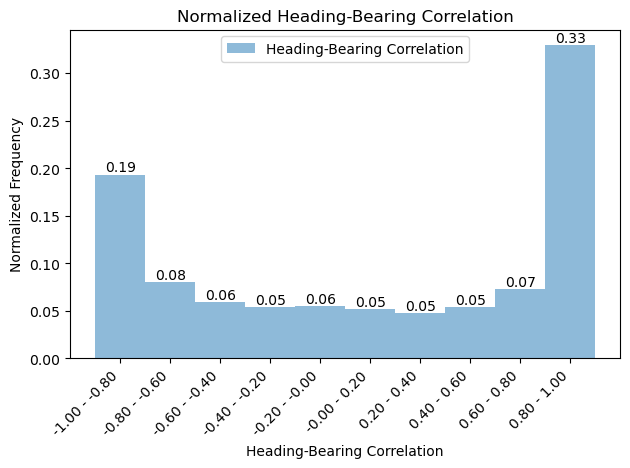 Normalized Heading-Bearing Correlation
Heading-Bearing Correlation
Normalized Frequency
0.30
0.25
0.20
0.15
0.10
0.05
0.00
0.19
0.08
0.06
0.05
0.06
0.05
0.05
0.05
0.07
0.33
-1.00 - -0.80
-0.80 - -0.60
-0.60 - -0.40
-0.40 - -0.20
-0.20 - -0.00
-0.00 - 0.20
0.20 - 0.40
0.40 - 0.60
0.60 - 0.80
0.80 - 1.00
Heading-Bearing Correlation